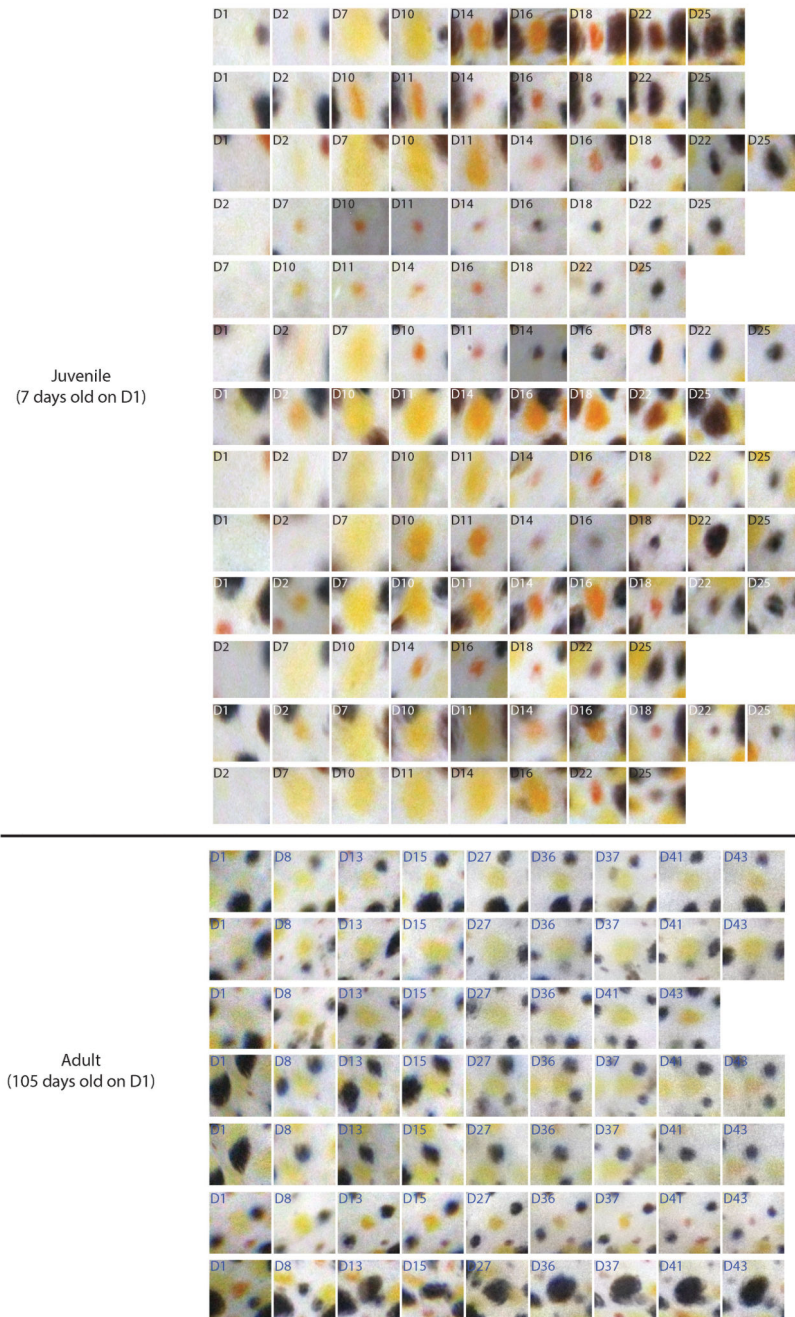 D1 D2 D7 D10 D14 D16 D18 D22 D25
D1 D2 D10 D11 D14 D16 D18 D22 D25
D1 D2 D7 D10 D11 D14 D16 D18 D22 D25
D2 D7 D10 D11 D14 D16 D18 D22 D25
D7 D10 D11 D14 D16 D18 D22 D25
D1 D2 D7 D10 D11 D14 D16 D18 D22 D25
Juvenile
(7 days old on D1)
D1 D2 D7 D10 D11 D14 D16 D18 D22 D25
D1 D2 D7 D10 D11 D14 D16 D18 D22 D25
D1 D2 D7 D10 D11 D14 D16 D18 D22 D25
D1 D2 D7 D10 D11 D14 D16 D18 D22 D25
D2 D7 D10 D14 D16 D18 D22 D25
D1 D2 D7 D10 D11 D14 D16 D18 D22 D25
D2 D7 D10 D11 D14 D16 D22 D25
D1 D8 D13 D15 D27 D36 D37 D41 D43
D1 D8 D13 D15 D27 D36 D37 D41 D43
D1 D8 D13 D15 D27 D36 D41 D43
Adult
(105 days old on D1)
D1 D8 D13 D15 D27 D36 D37 D41 D43
D1 D8 D13 D15 D27 D36 D37 D41 D43
D1 D8 D13 D15 D27 D36 D37 D41 D43
D1 D8 D13 D15 D27 D36 D37 D41 D43